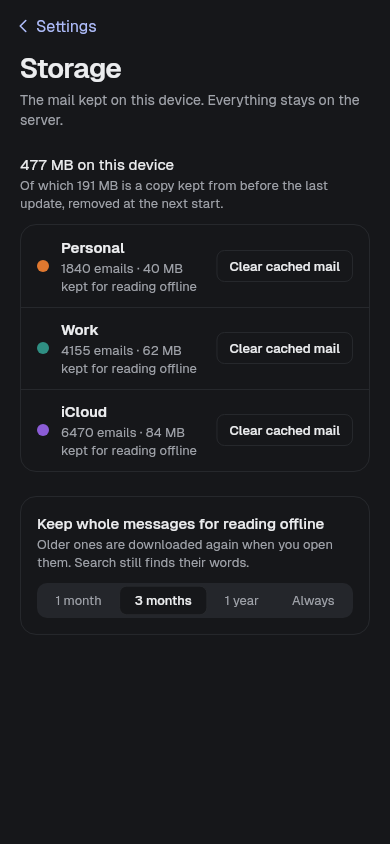 Settings
Storage
The mail kept on this device. Everything stays on the
server.
477 MB on this device
Of which 191 MB is a copy kept from before the last
update, removed at the next start.
Personal
1840 emails · 40 MB
kept for reading offline
Clear cached mail
Work
4155 emails · 62 MB
kept for reading offline
Clear cached mail
iCloud
6470 emails · 84 MB
kept for reading offline
Clear cached mail
Keep whole messages for reading offline
Older ones are downloaded again when you open
them. Search still finds their words.
1 month 3 months 1 year Always